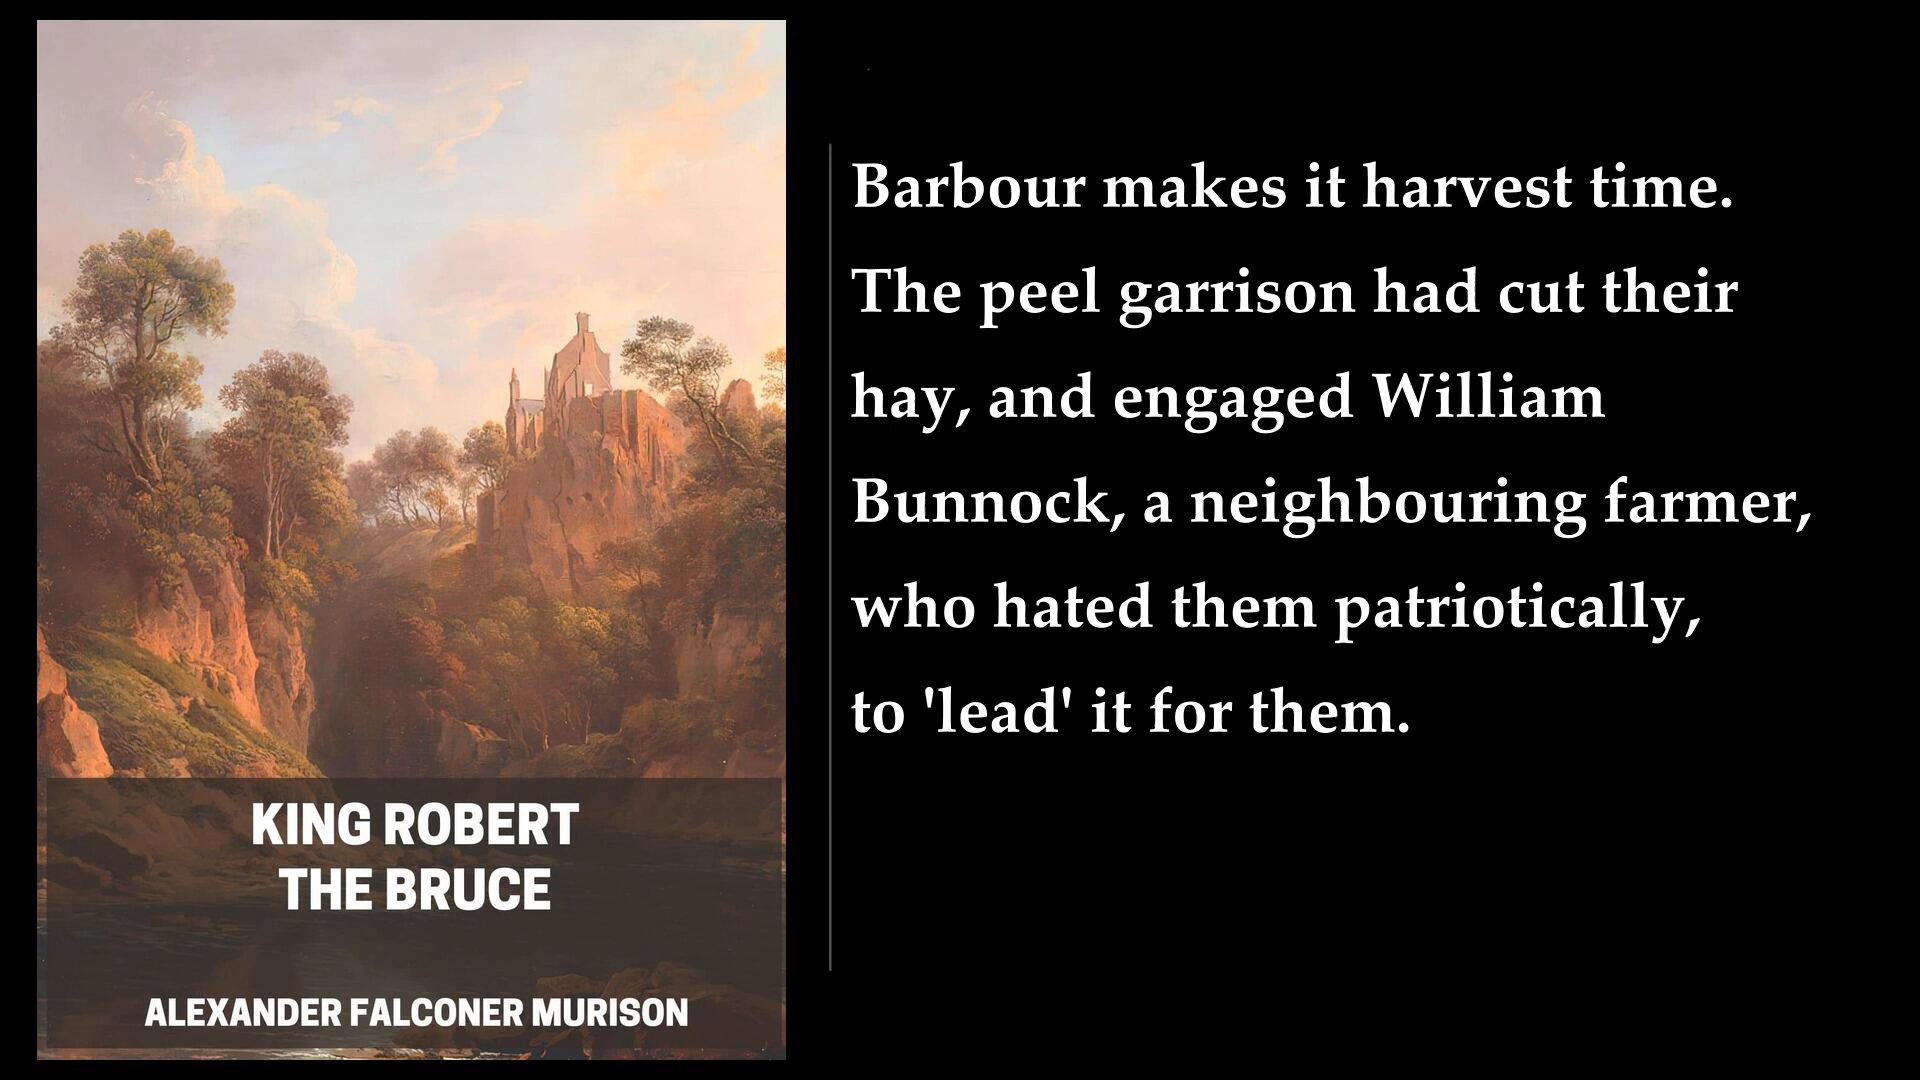 KING ROBERT
THE BRUCE
ALEXANDER FALCONER MURISON
Barbour makes it harvest time.
The peel garrison had cut their
hay, and engaged William
Bunnock, a neighbouring farmer,
who hated them patriotically,
to 'lead' it for them.